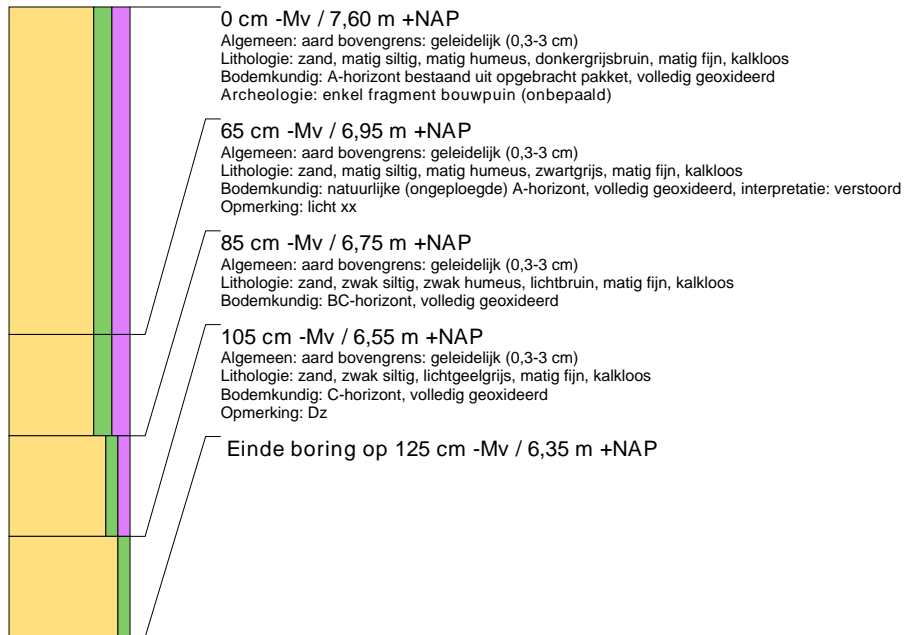 0 cm -Mv / 7,60 m +NAP
Algemeen: aard bovengrens: geleidelijk (0,3-3 cm)
Lithologie: zand, matig siltig, matig humeus, donkergrijsbruin, matig fijn, kalkloos
Bodemkundig: A-horizont bestaand uit opgebracht pakket, volledig geoxideerd
Archeologie: enkel fragment bouwpuin (onbepaald)
65 cm -Mv / 6,95 m +NAP
Algemeen: aard bovengrens: geleidelijk (0,3-3 cm)
Lithologie: zand, matig siltig, matig humeus, zwartgrijs, matig fijn, kalkloos
Bodemkundig: natuurlijke (ongeploegde) A-horizont, volledig geoxideerd, interpretatie: verstoord
Opmerking: licht xx
85 cm -Mv / 6,75 m +NAP
Algemeen: aard bovengrens: geleidelijk (0,3-3 cm)
Lithologie: zand, zwak siltig, zwak humeus, lichtbruin, matig fijn, kalkloos
Bodemkundig: BC-horizont, volledig geoxideerd
105 cm -Mv / 6,55 m +NAP
Algemeen: aard bovengrens: geleidelijk (0,3-3 cm)
Lithologie: zand, zwak siltig, lichtgeelgrijs, matig fijn, kalkloos
Bodemkundig: C-horizont, volledig geoxideerd
Opmerking: Dz
Einde boring op 125 cm -Mv / 6,35 m +NAP